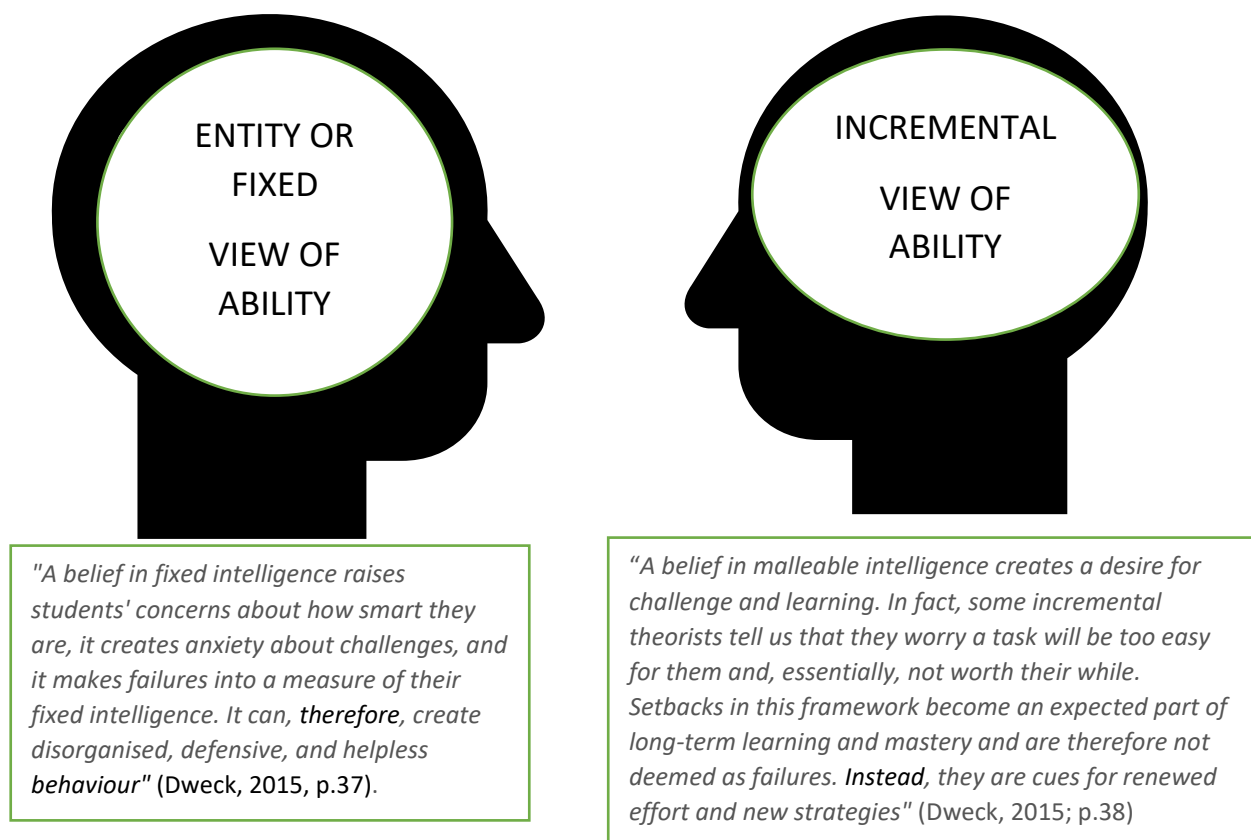 ENTITY OR
FIXED
VIEW OF
ABILITY
INCREMENTAL
VIEW OF
ABILITY
"A belief in fixed intelligence raises
students' concerns about how smart they
are, it creates anxiety about challenges, and
it makes failures into a measure of their
fixed intelligence. It can, therefore, create
disorganised, defensive, and helpless
behaviour" (Dweck, 2015, p.37).
“A belief in malleable intelligence creates a desire for
challenge and learning. In fact, some incremental
theorists tell us that they worry a task will be too easy
for them and, essentially, not worth their while.
Setbacks in this framework become an expected part of
long-term learning and mastery and are therefore not
deemed as failures. Instead, they are cues for renewed
effort and new strategies" (Dweck, 2015; p.38)